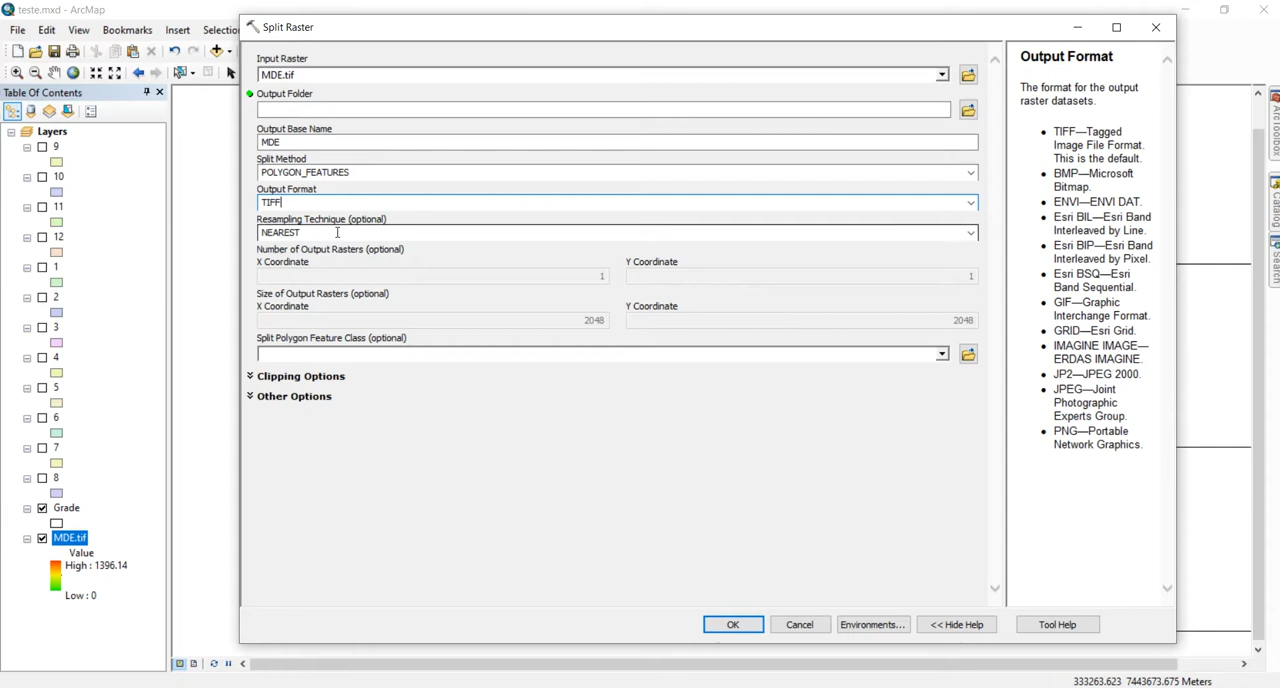 teste.mxd - ArcMap
File Edit View Bookmarks Insert Selectio
Table Of Contents
Layers
9
10
11
12
1
2
3
4
5
6
7
8
Grade
MDE.tif
Value
High : 1396.14
Low : 0
Split Raster
Input Raster
MDE.tif
Output Folder
Output Base Name
MDE
Split Method
POLYGON_FEATURES
Output Format
TIFF
Resampling Technique (optional)
NEAREST
Number of Output Rasters (optional)
X Coordinate Y Coordinate
1 1
Size of Output Rasters (optional)
X Coordinate Y Coordinate
2048 2048
Split Polygon Feature Class (optional)
Clipping Options
Other Options
OK Cancel Environments... << Hide Help Tool Help
Output Format
The format for the output
raster datasets.
• TIFF—Tagged
Image File Format.
This is the default.
• BMP—Microsoft
Bitmap.
• ENVI—ENVI DAT.
• Esri BIL—Esri Band
Interleaved by Line.
• Esri BIP—Esri Band
Interleaved by Pixel.
• Esri BSQ—Esri
Band Sequential.
• GIF—Graphic
Interchange Format.
• GRID—Esri Grid.
• IMAGINE IMAGE—
ERDAS IMAGINE.
• JP2—JPEG 2000.
• JPEG—Joint
Photographic
Experts Group.
• PNG—Portable
Network Graphics.
ArcToolbox
Catalog
Search
333263.623 7443673.675 Meters